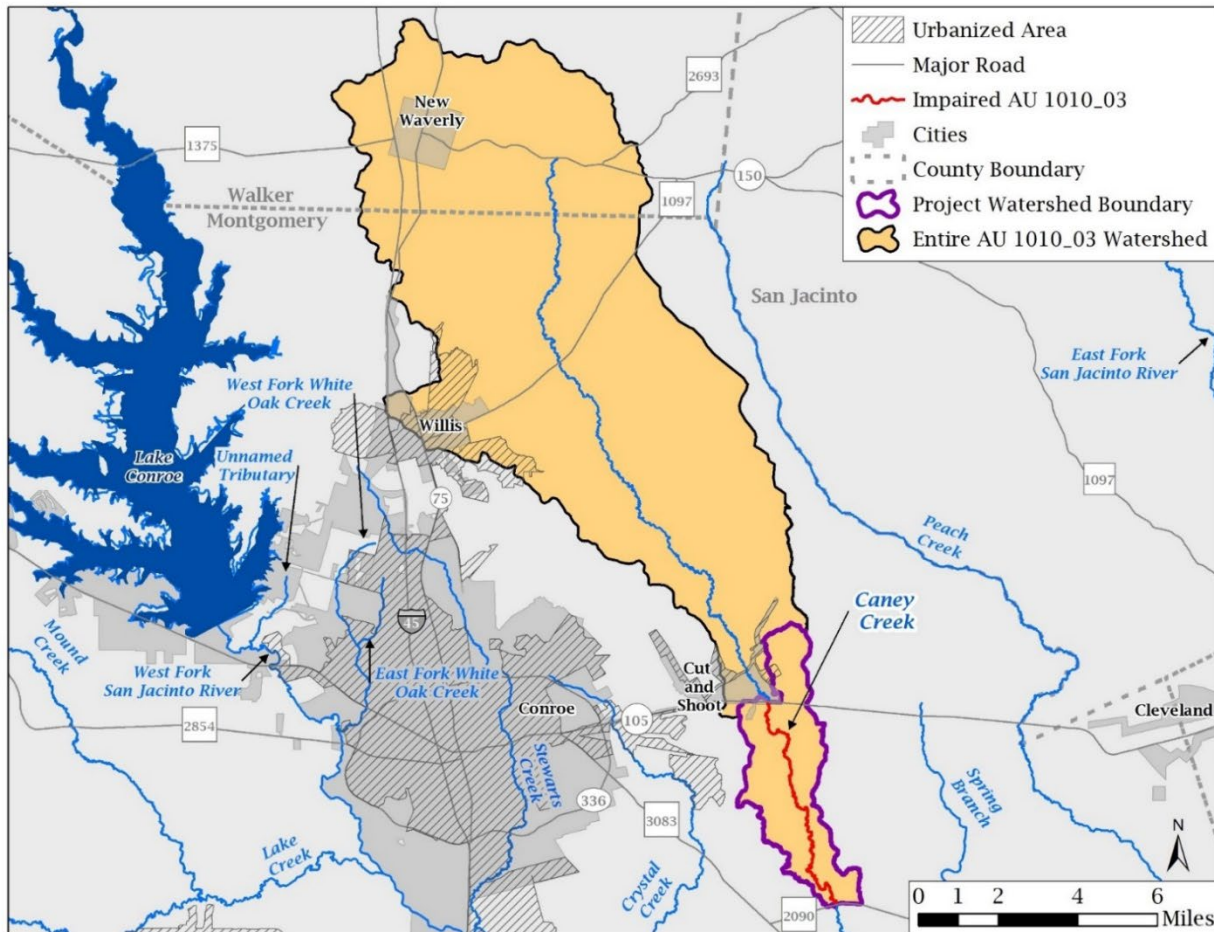 Urbanized Area
Major Road
Impaired AU 1010_03
Cities
County Boundary
Project Watershed Boundary
Entire AU 1010_03 Watershed
2693
New
Waverly
1375
150
Walker
Montgomery
1097
San Jacinto
East Fork
San Jacinto River
West Fork White
Oak Creek
Willis
Lake
Conroe
Unnamed
Tributary
75
1097
Peach
Creek
Caney
Creek
45
Mound
Creek
West Fork
San Jacinto River
East Fork White
Oak Creek
Cut
and
Shoot
Conroe
105
Cleveland
2854
Stewarts
Creek
336
3083
Spring
Branch
Lake
Creek
Crystal
Creek
2090
N
0 1 2 4 6
Miles